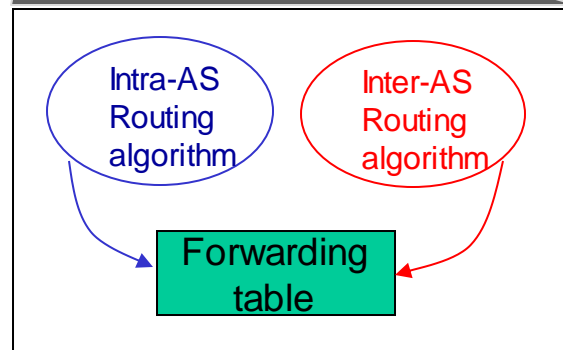 Intra-AS
Routing
algorithm
Inter-AS
Routing
algorithm
Forwarding
table